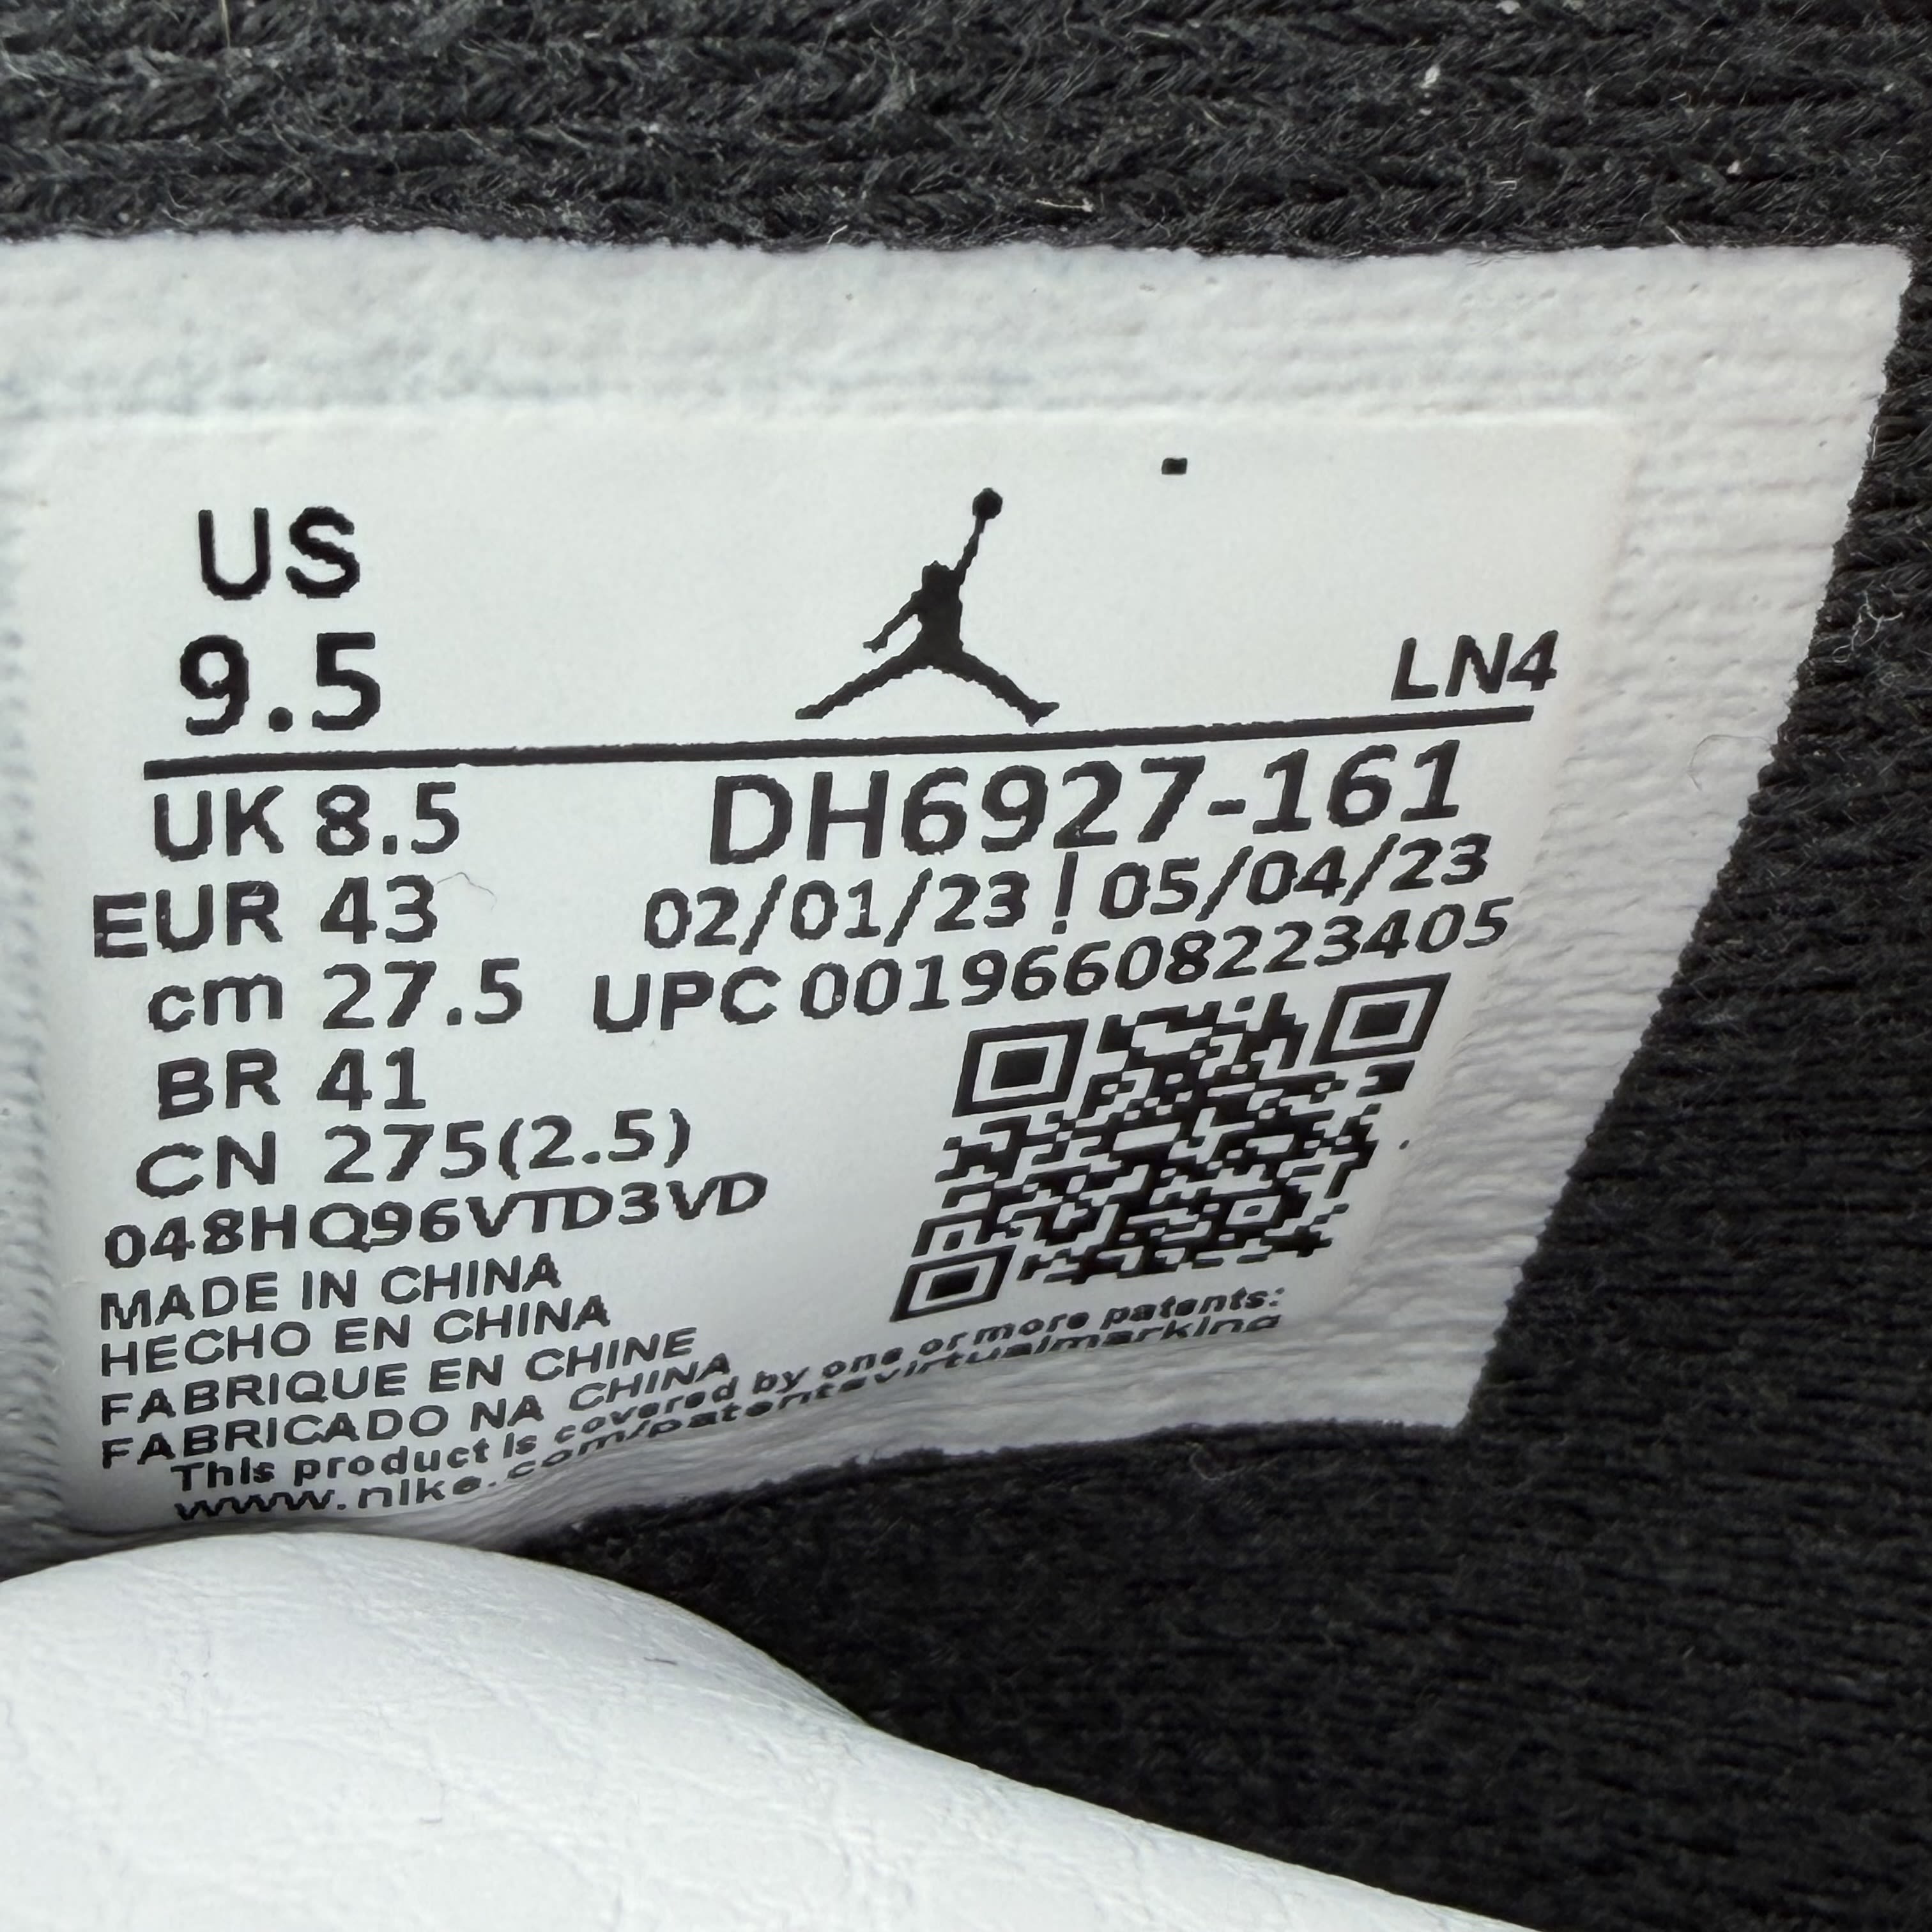 US
9.5
LN4
UK 8.5
DH6927-161
EUR 43
02/01/23 ! 05/04/23
cm 27.5
UPC 00196608223405
BR 41
CN 275(2.5)
048HQ96VTD3VD
MADE IN CHINA
HECHO EN CHINA
FABRIQUE EN CHINE
FABRICADO NA CHINA
This product is covered by one or more patents:
www.nike.com/patentsvirtualmarking